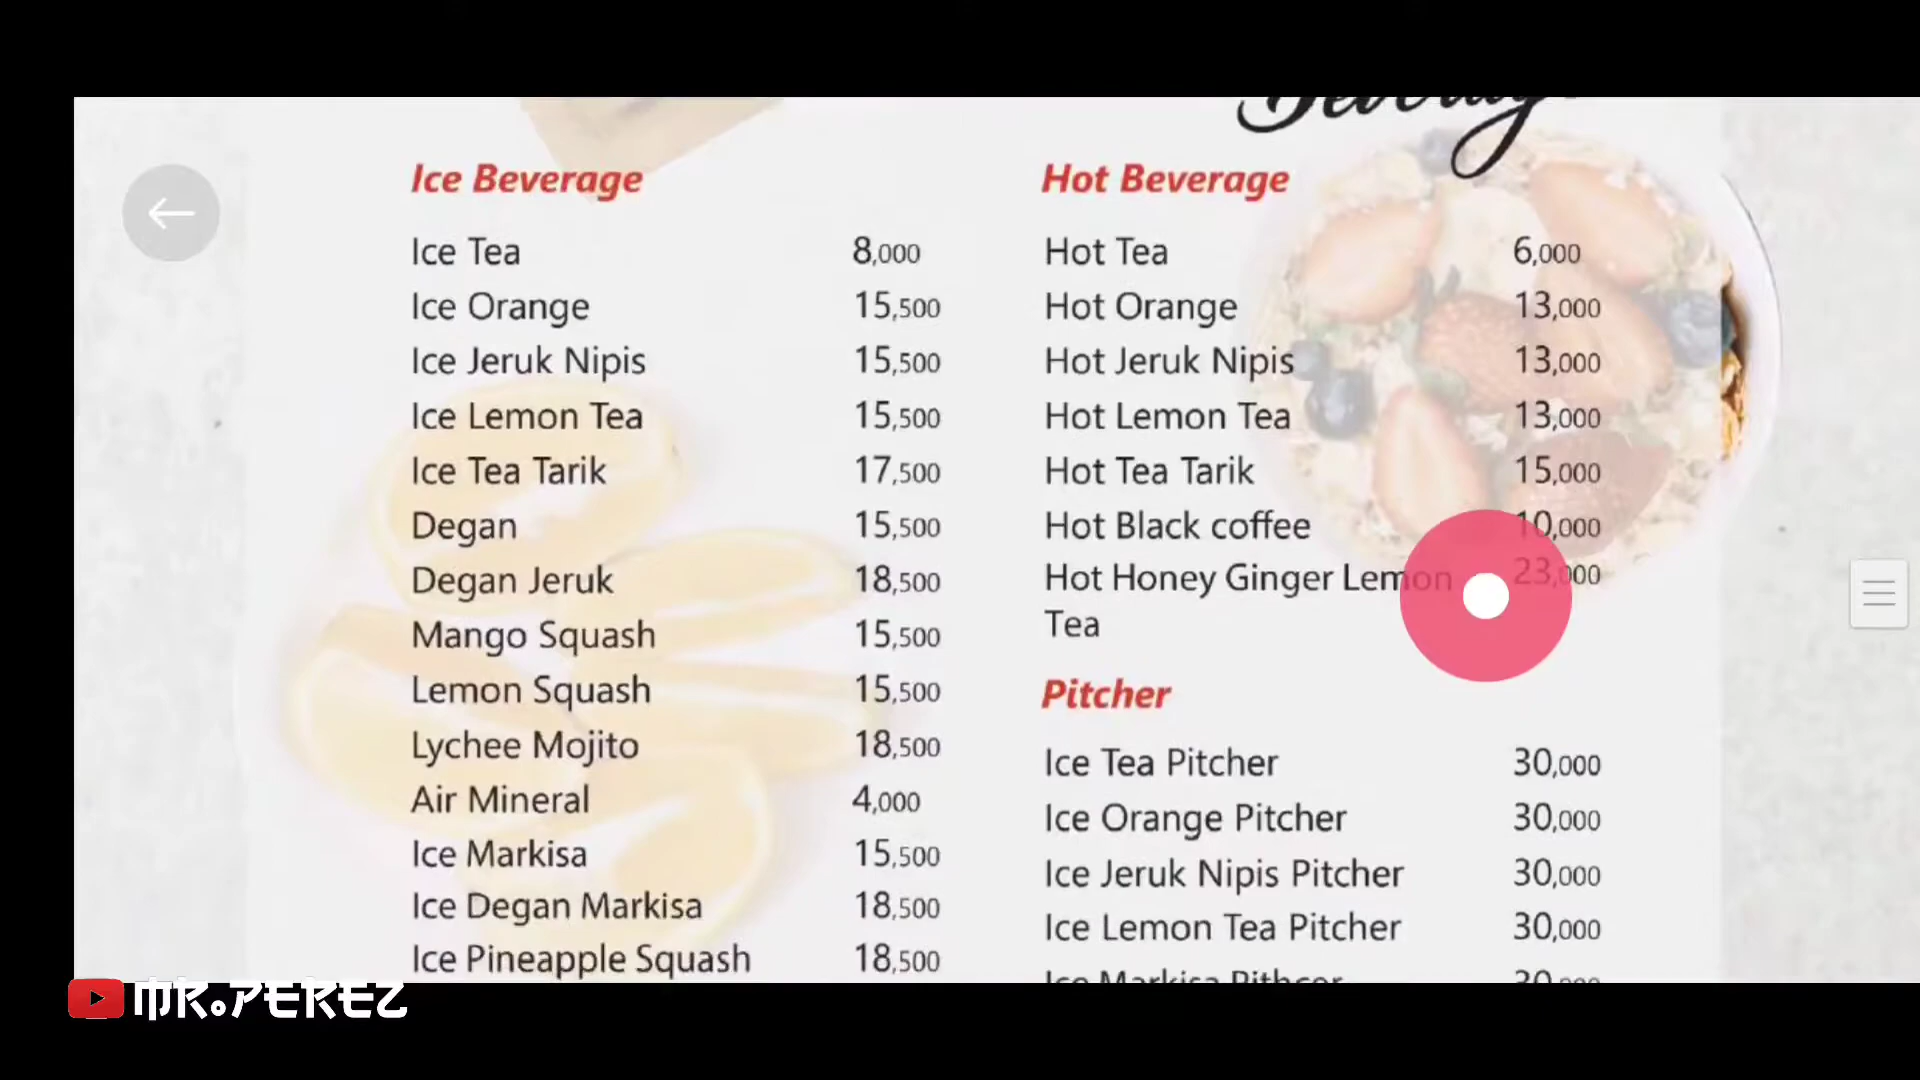 Beverag
Ice Beverage
Ice Tea 8,000
Ice Orange 15,500
Ice Jeruk Nipis 15,500
Ice Lemon Tea 15,500
Ice Tea Tarik 17,500
Degan 15,500
Degan Jeruk 18,500
Mango Squash 15,500
Lemon Squash 15,500
Lychee Mojito 18,500
Air Mineral 4,000
Ice Markisa 15,500
Ice Degan Markisa 18,500
Ice Pineapple Squash 18,500
Hot Beverage
Hot Tea 6,000
Hot Orange 13,000
Hot Jeruk Nipis 13,000
Hot Lemon Tea 13,000
Hot Tea Tarik 15,000
Hot Black coffee 10,000
Hot Honey Ginger Lemon 23,000
Tea
Pitcher
Ice Tea Pitcher 30,000
Ice Orange Pitcher 30,000
Ice Jeruk Nipis Pitcher 30,000
Ice Lemon Tea Pitcher 30,000
Ice Markisa Pithcer 30,000
MR.PEREZ